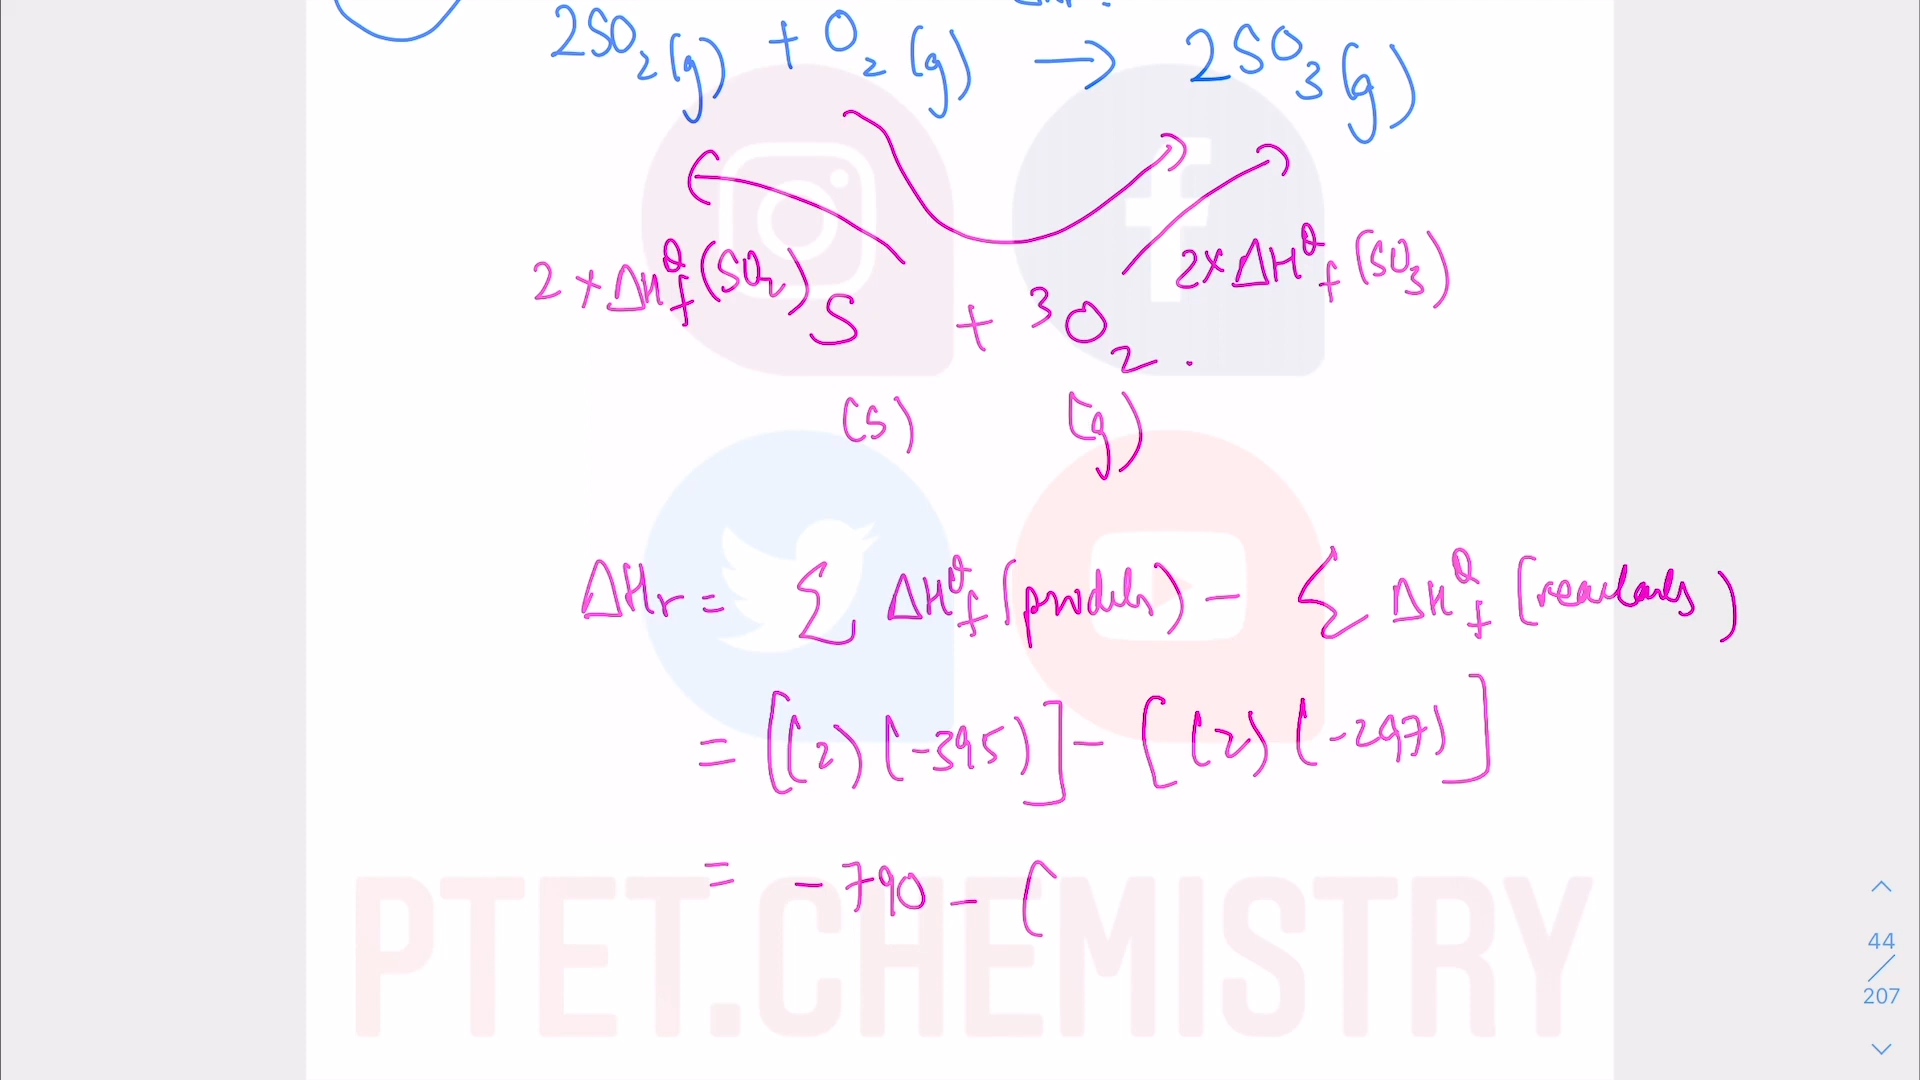 2SO₂(g) + O₂(g) → 2SO₃(g)
2 × ΔH°f (SO₂)
2 × ΔH°f (SO₃)
S + 3O₂.
(s) (g)
ΔHr = Σ ΔH°f (products) − Σ ΔH°f (reactants)
= [(2)(-395)] − [(2)(-297)]
= -790 − (
PTET.CHEMISTRY
44
/
207